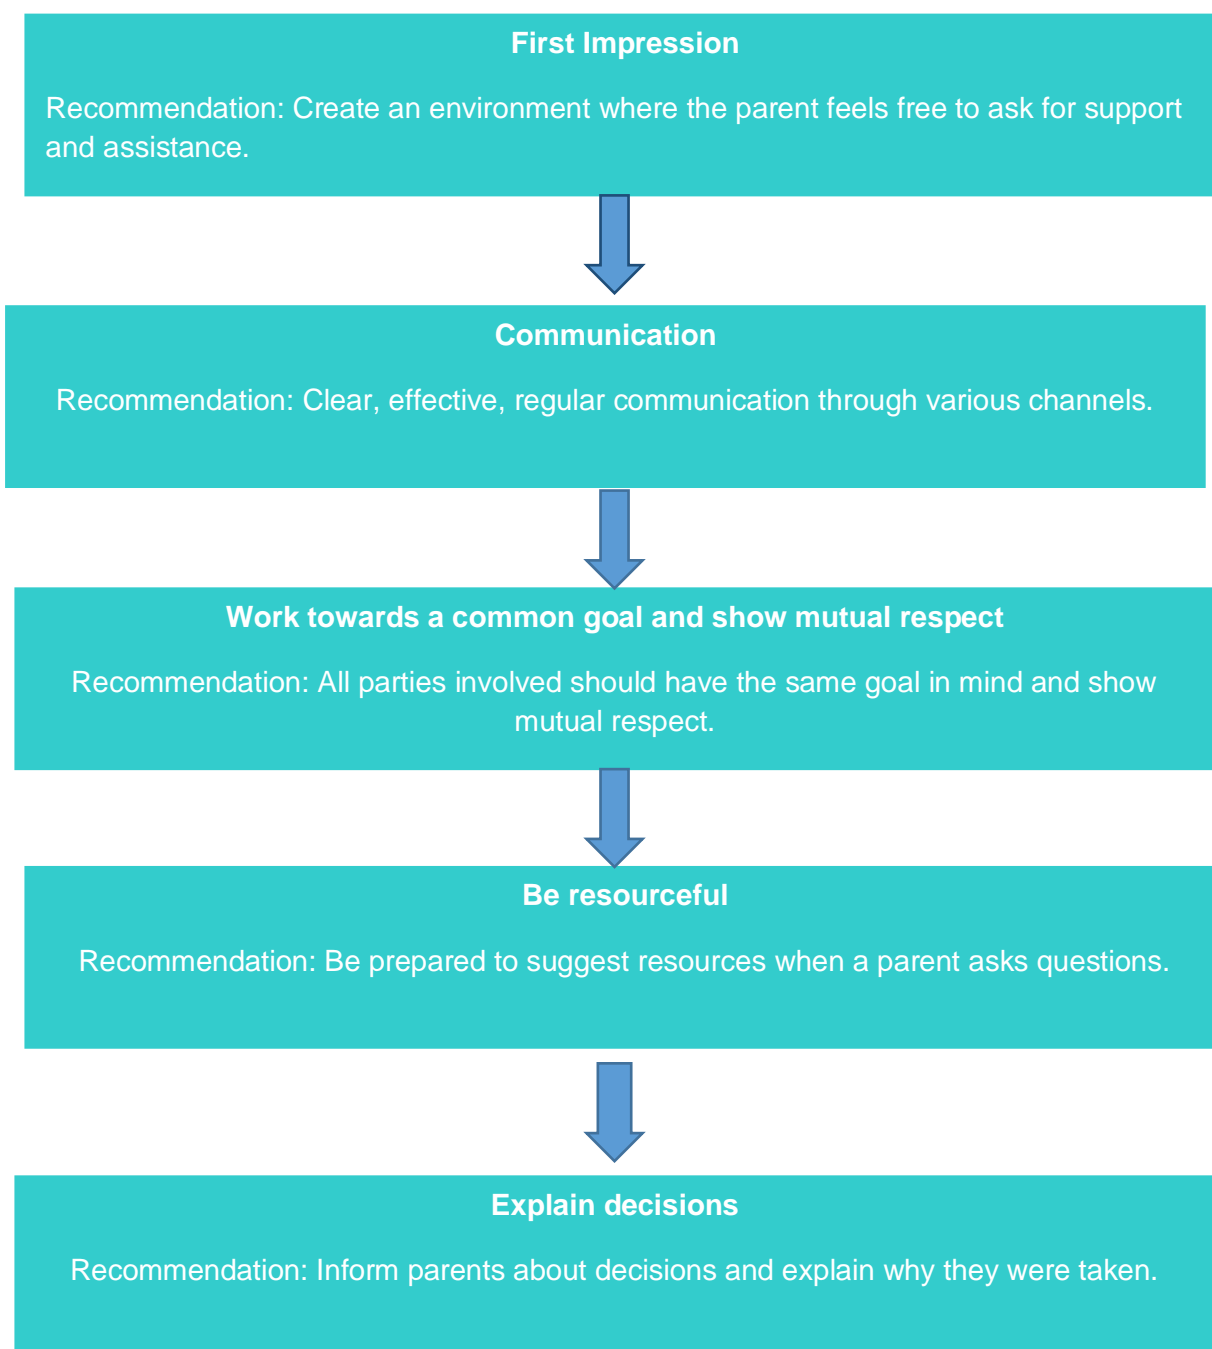 First Impression
Recommendation: Create an environment where the parent feels free to ask for support
and assistance.
Communication
Recommendation: Clear, effective, regular communication through various channels.
Work towards a common goal and show mutual respect
Recommendation: All parties involved should have the same goal in mind and show
mutual respect.
Be resourceful
Recommendation: Be prepared to suggest resources when a parent asks questions.
Explain decisions
Recommendation: Inform parents about decisions and explain why they were taken.